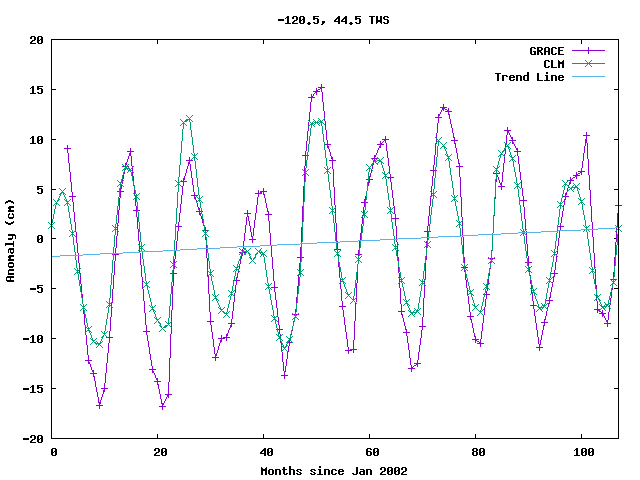 -120.5, 44.5 TWS
GRACE
CLM
Trend Line
20
15
10
5
0
-5
-10
-15
-20
Anomaly (cm)
0 20 40 60 80 100
Months since Jan 2002